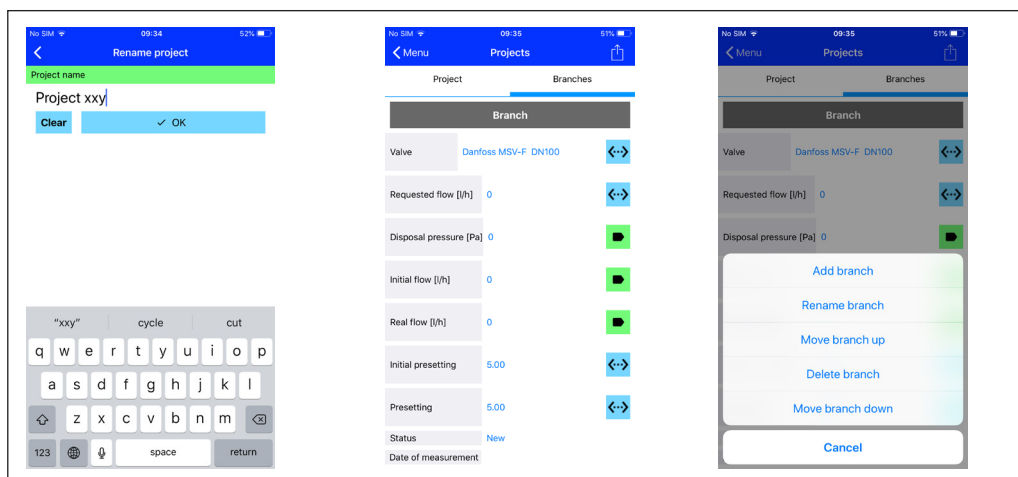 No SIM 09:34 52%
Rename project
Project name
Project xxy
Clear ✓ OK
"xxy" cycle cut
q w e r t y u i o p
a s d f g h j k l
z x c v b n m
123 space return
No SIM 09:35 51%
Menu Projects
Project Branches
Branch
Valve Danfoss MSV-F DN100
Requested flow [l/h] 0
Disposal pressure [Pa] 0
Initial flow [l/h] 0
Real flow [l/h] 0
Initial presetting 5.00
Presetting 5.00
Status New
Date of measurement
No SIM 09:35 51%
Menu Projects
Project Branches
Branch
Valve Danfoss MSV-F DN100
Requested flow [l/h] 0
Disposal pressure [Pa] 0
Add branch
Rename branch
Move branch up
Delete branch
Move branch down
Cancel